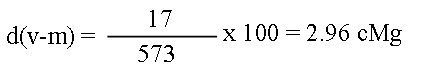 d(v-m) = 17/573 x 100 = 2.96 cMg